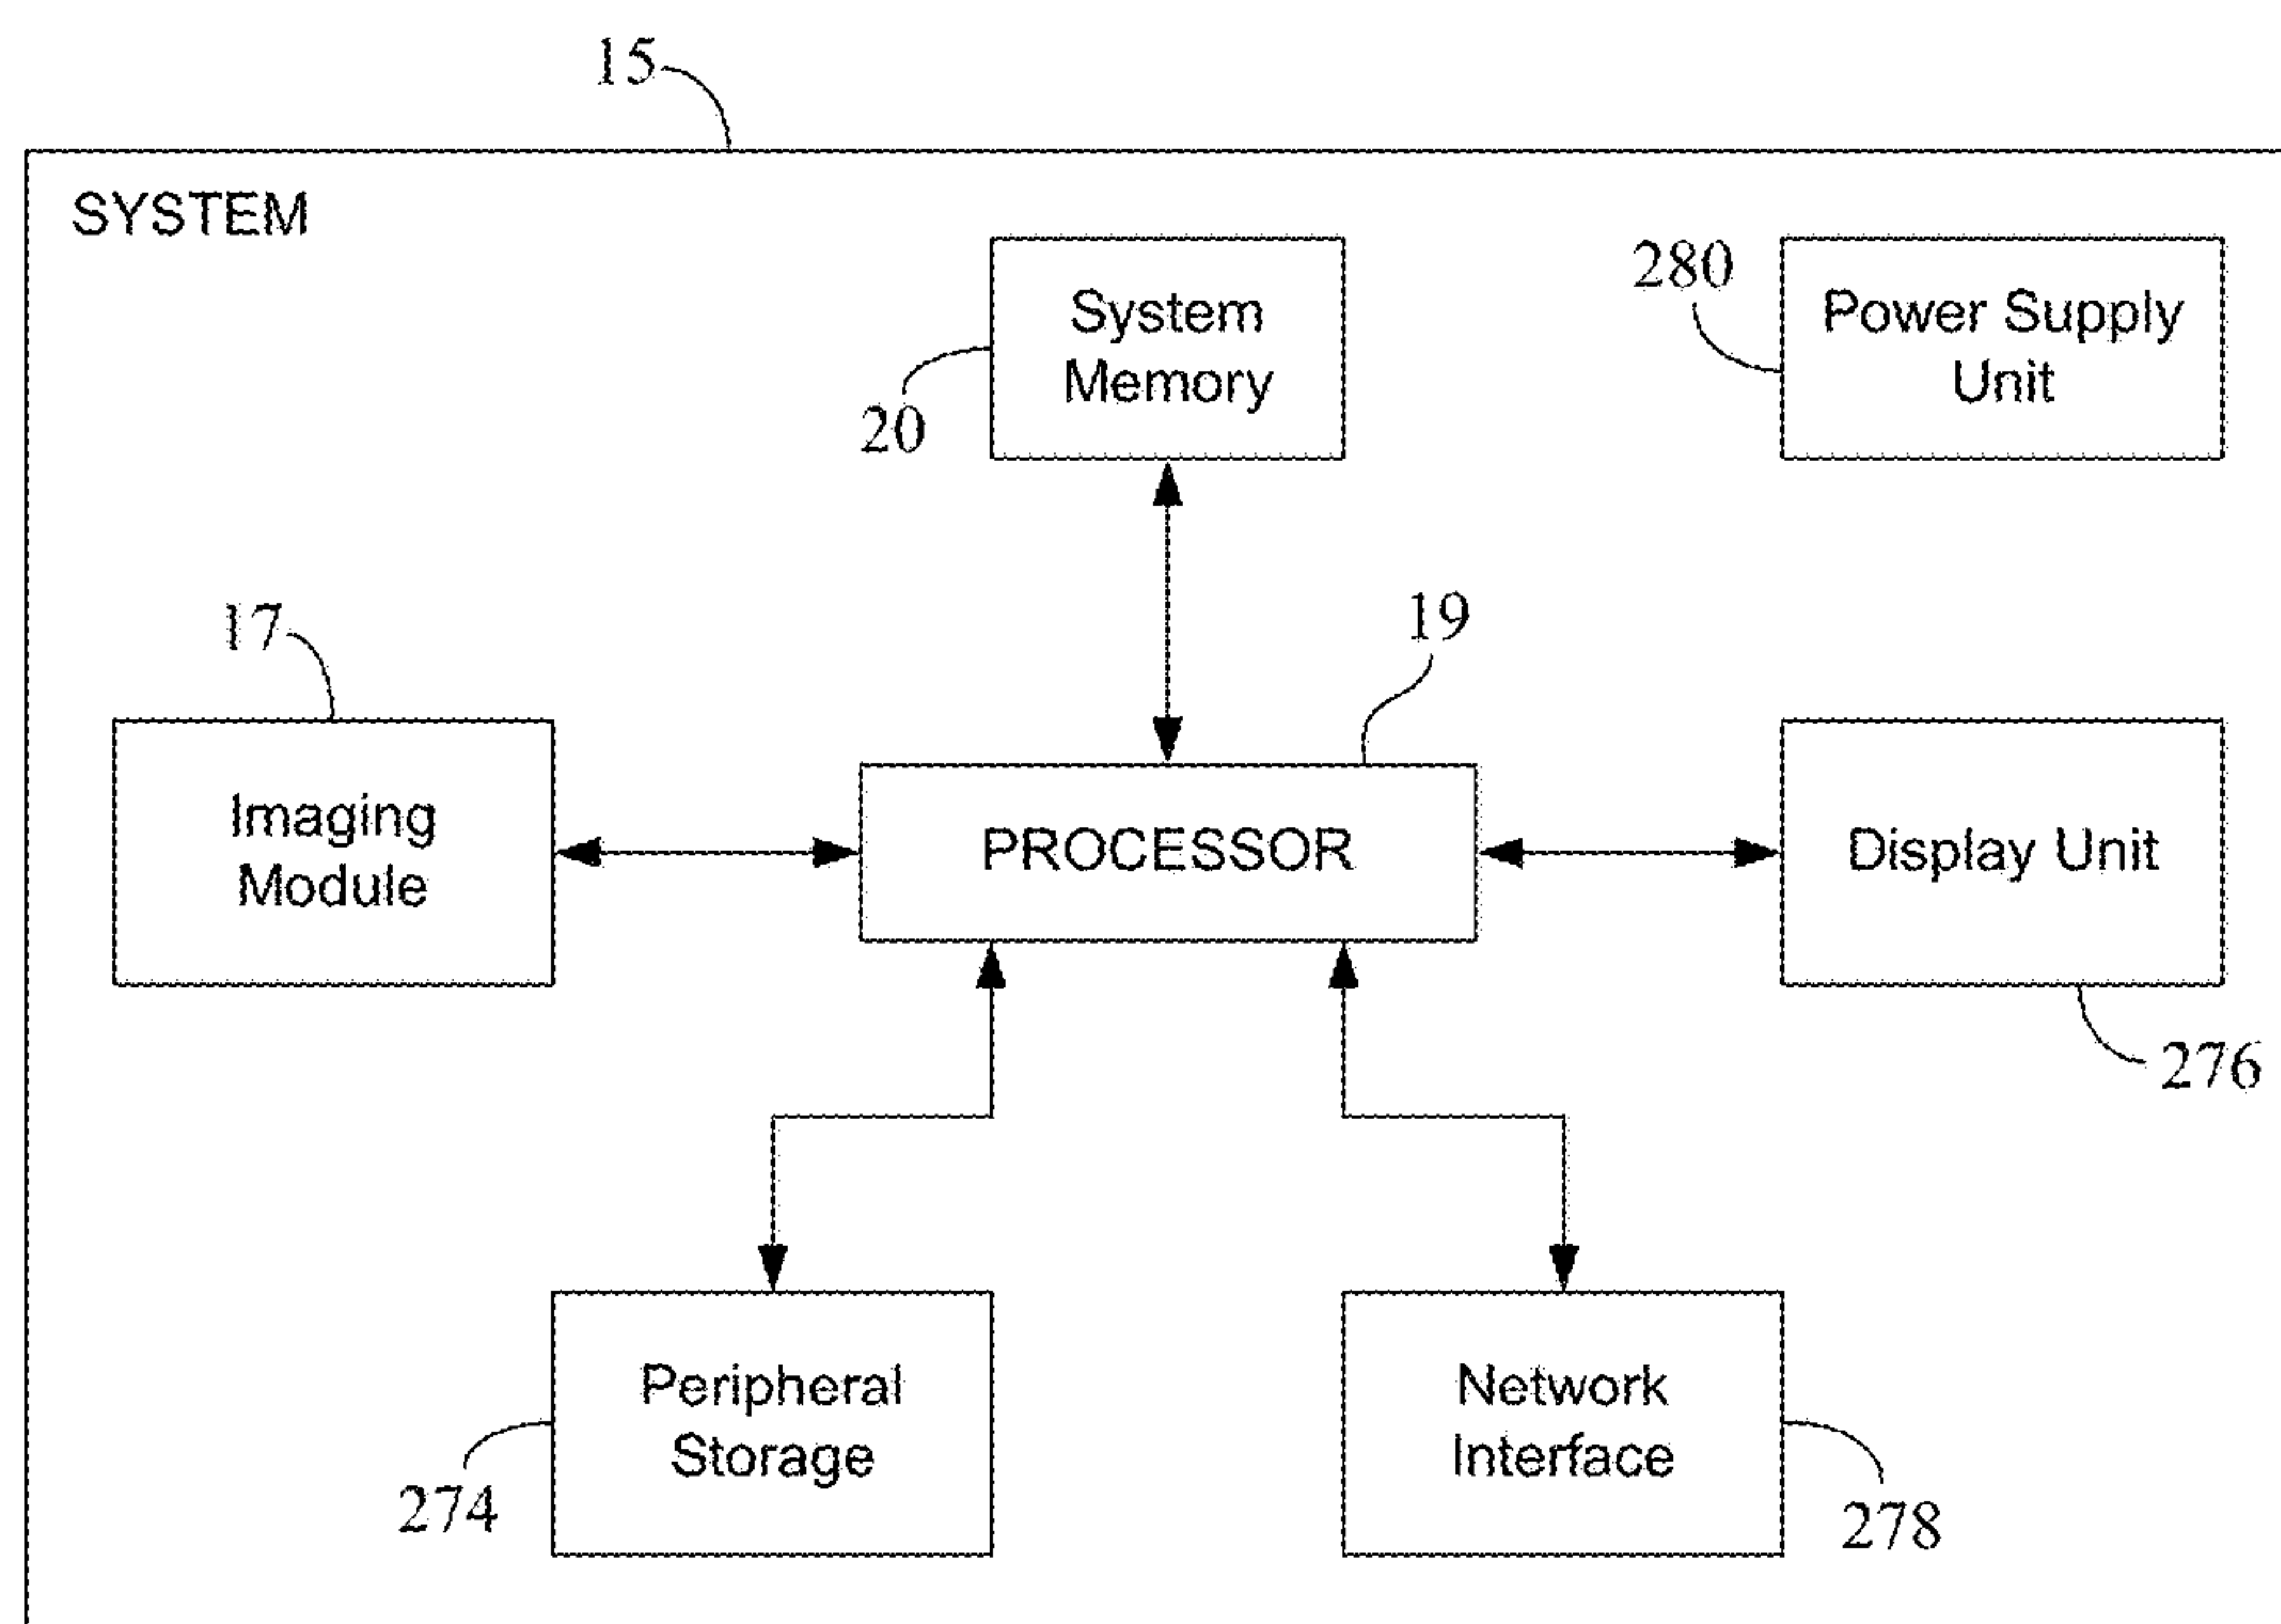 15
SYSTEM
System
Memory
20
280
Power Supply
Unit
17
Imaging
Module
19
PROCESSOR
Display Unit
276
Peripheral
Storage
274
Network
Interface
278